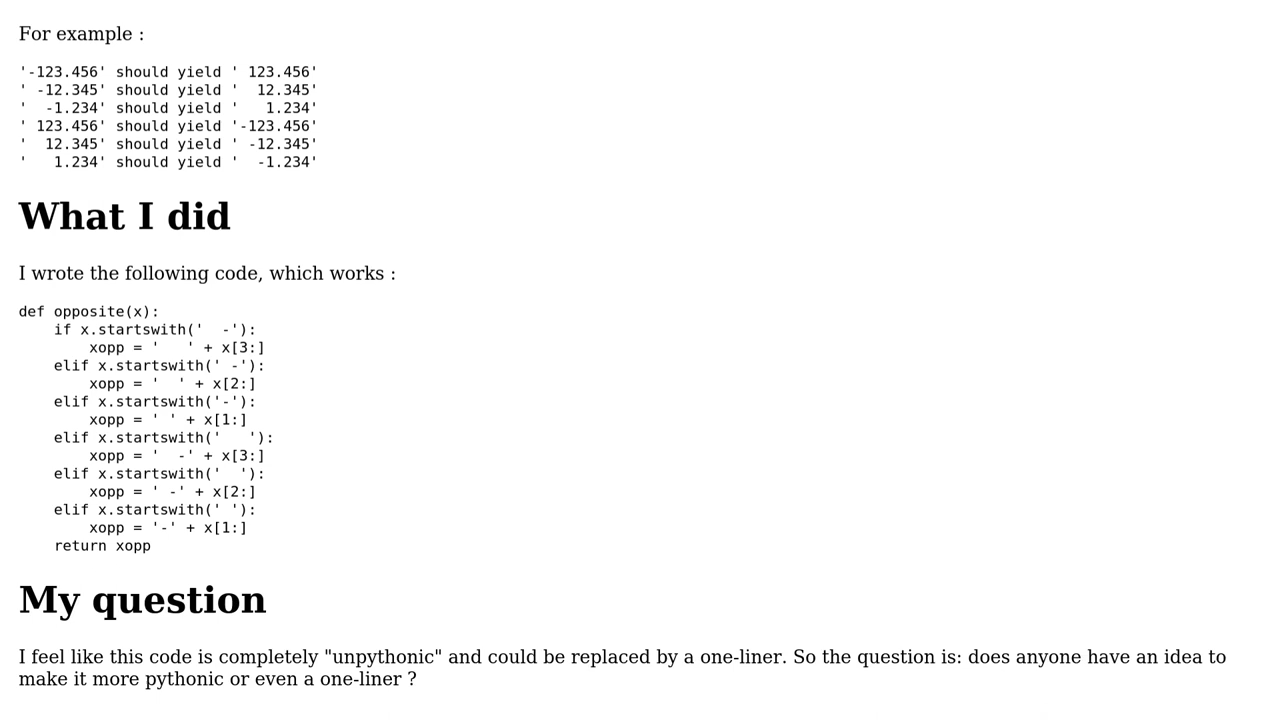 For example :
'-123.456' should yield ' 123.456'
' -12.345' should yield '  12.345'
'  -1.234' should yield '   1.234'
' 123.456' should yield '-123.456'
'  12.345' should yield ' -12.345'
'   1.234' should yield '  -1.234'
What I did
I wrote the following code, which works :
def opposite(x):
    if x.startswith('  -'):
        xopp = '   ' + x[3:]
    elif x.startswith(' -'):
        xopp = '  ' + x[2:]
    elif x.startswith('-'):
        xopp = ' ' + x[1:]
    elif x.startswith('   '):
        xopp = '  -' + x[3:]
    elif x.startswith('  '):
        xopp = ' -' + x[2:]
    elif x.startswith(' '):
        xopp = '-' + x[1:]
    return xopp
My question
I feel like this code is completely "unpythonic" and could be replaced by a one-liner. So the question is: does anyone have an idea to
make it more pythonic or even a one-liner ?